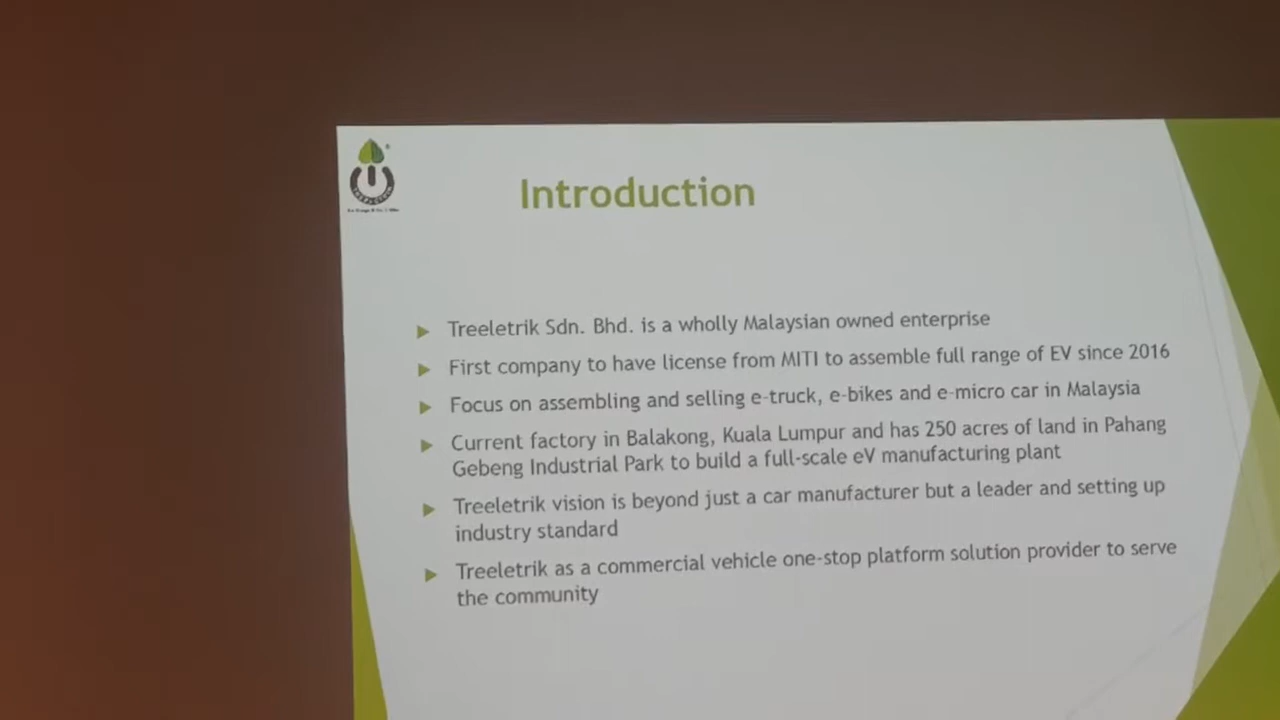 Introduction
Treeletrik Sdn. Bhd. is a wholly Malaysian owned enterprise
First company to have license from MITI to assemble full range of EV since 2016
Focus on assembling and selling e-truck, e-bikes and e-micro car in Malaysia
Current factory in Balakong, Kuala Lumpur and has 250 acres of land in Pahang
Gebeng Industrial Park to build a full-scale eV manufacturing plant
Treeletrik vision is beyond just a car manufacturer but a leader and setting up
industry standard
Treeletrik as a commercial vehicle one-stop platform solution provider to serve
the community